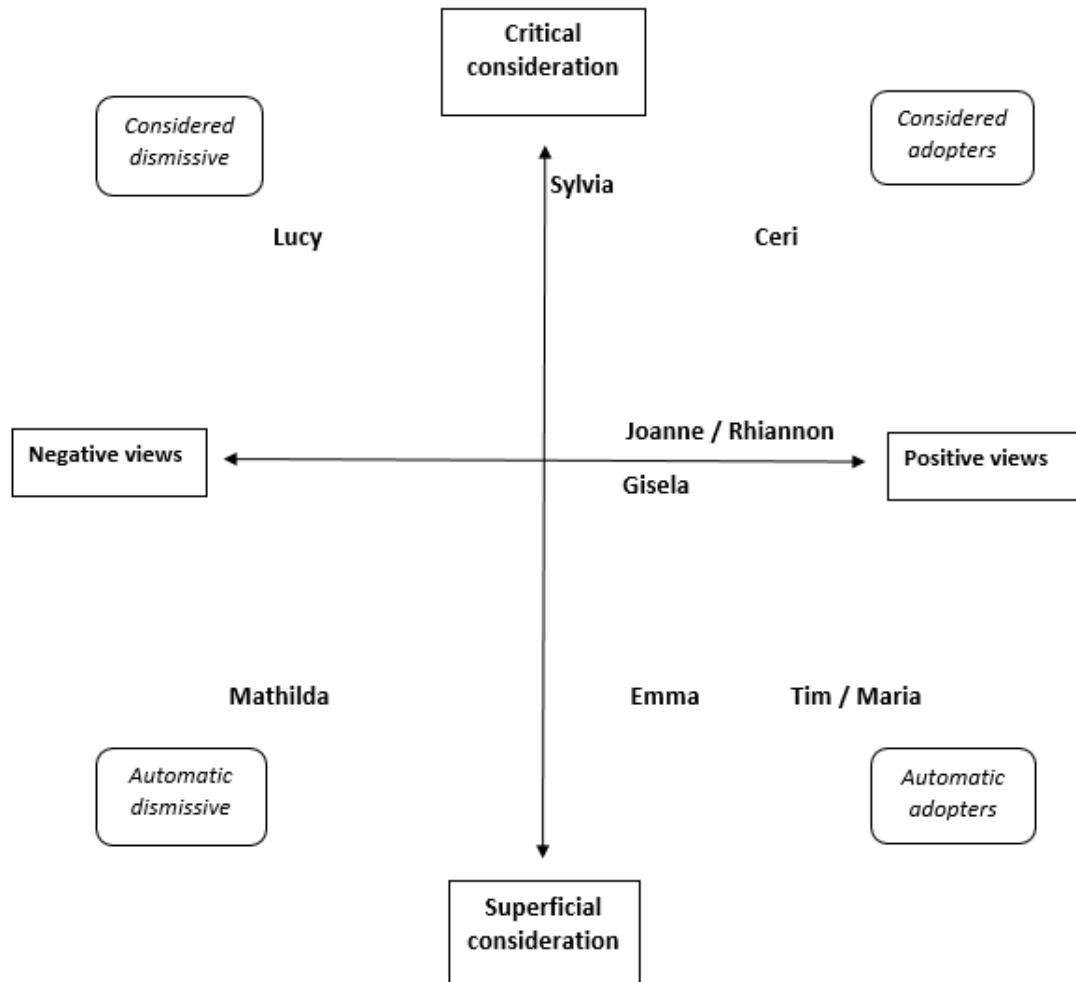 Critical
consideration
Considered
dismissive
Considered
adopters
Sylvia
Lucy
Ceri
Joanne / Rhiannon
Negative views
Positive views
Gisela
Mathilda
Emma
Tim / Maria
Automatic
dismissive
Automatic
adopters
Superficial
consideration